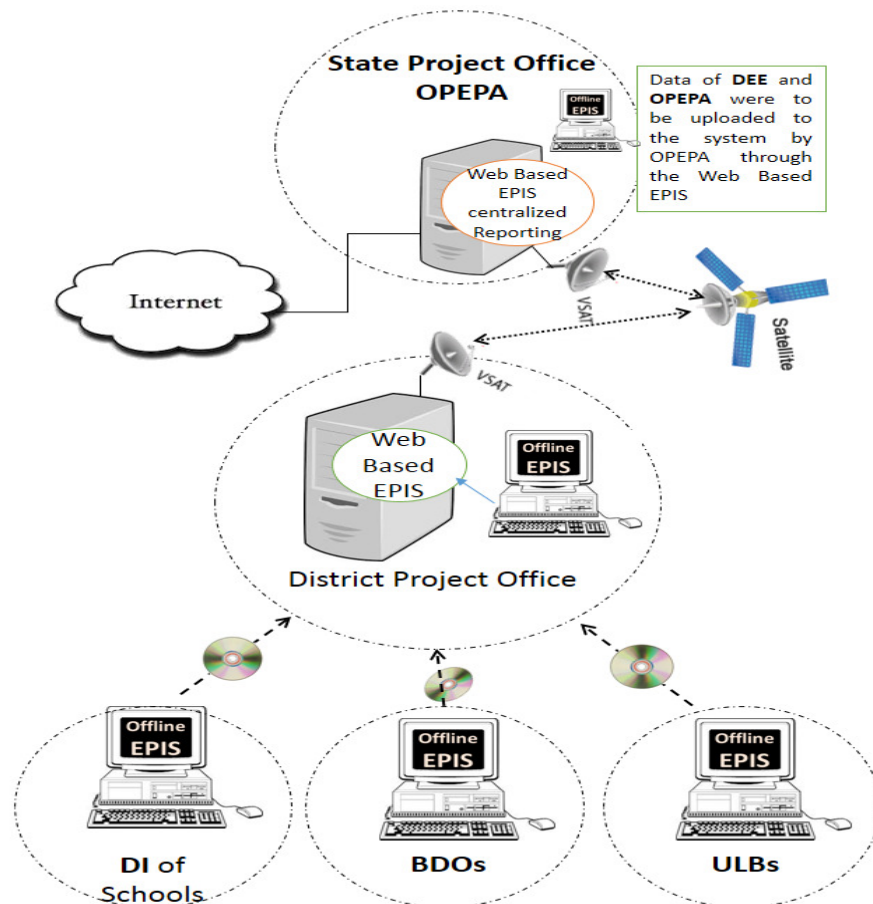 State Project Office
OPEPA
Offline
EPIS
Data of DEE and
OPEPA were to
be uploaded to
the system by
OPEPA through
the Web Based
EPIS
Web Based
EPIS
centralized
Reporting
Internet
VSAT
Satellite
VSAT
Web
Based
EPIS
Offline
EPIS
District Project Office
Offline
EPIS
DI of
Schools
Offline
EPIS
BDOs
Offline
EPIS
ULBs